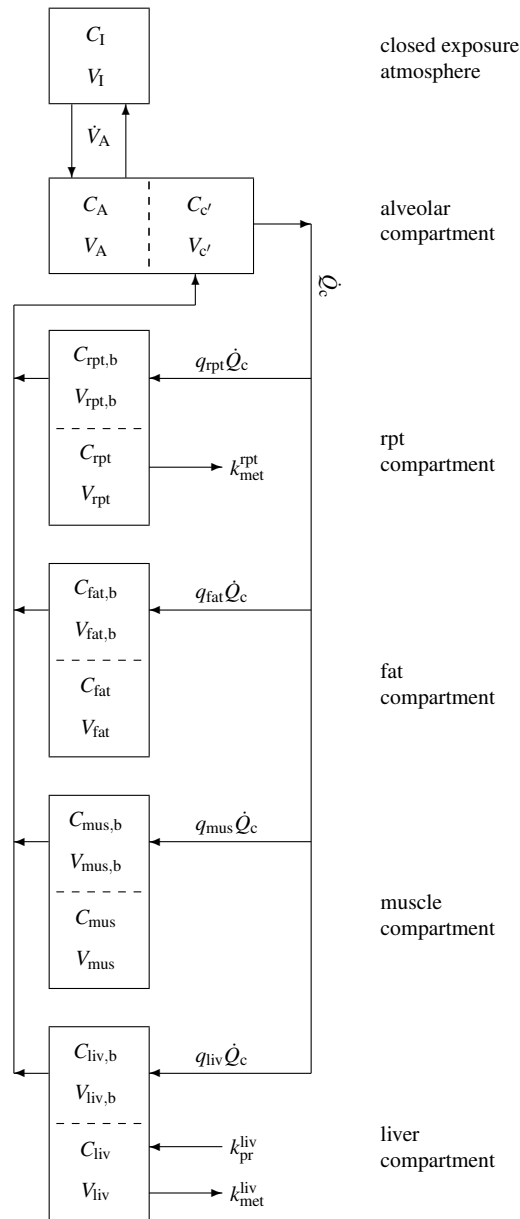 C_I
V_I
closed exposure
atmosphere
V̇_A
C_A
C_c′
V_A
V_c′
alveolar
compartment
Q̇_c
C_rpt,b
V_rpt,b
q_rpt Q̇_c
C_rpt
V_rpt
k_met^rpt
rpt
compartment
C_fat,b
V_fat,b
q_fat Q̇_c
C_fat
V_fat
fat
compartment
C_mus,b
V_mus,b
q_mus Q̇_c
C_mus
V_mus
muscle
compartment
C_liv,b
V_liv,b
q_liv Q̇_c
C_liv
V_liv
k_pr^liv
k_met^liv
liver
compartment